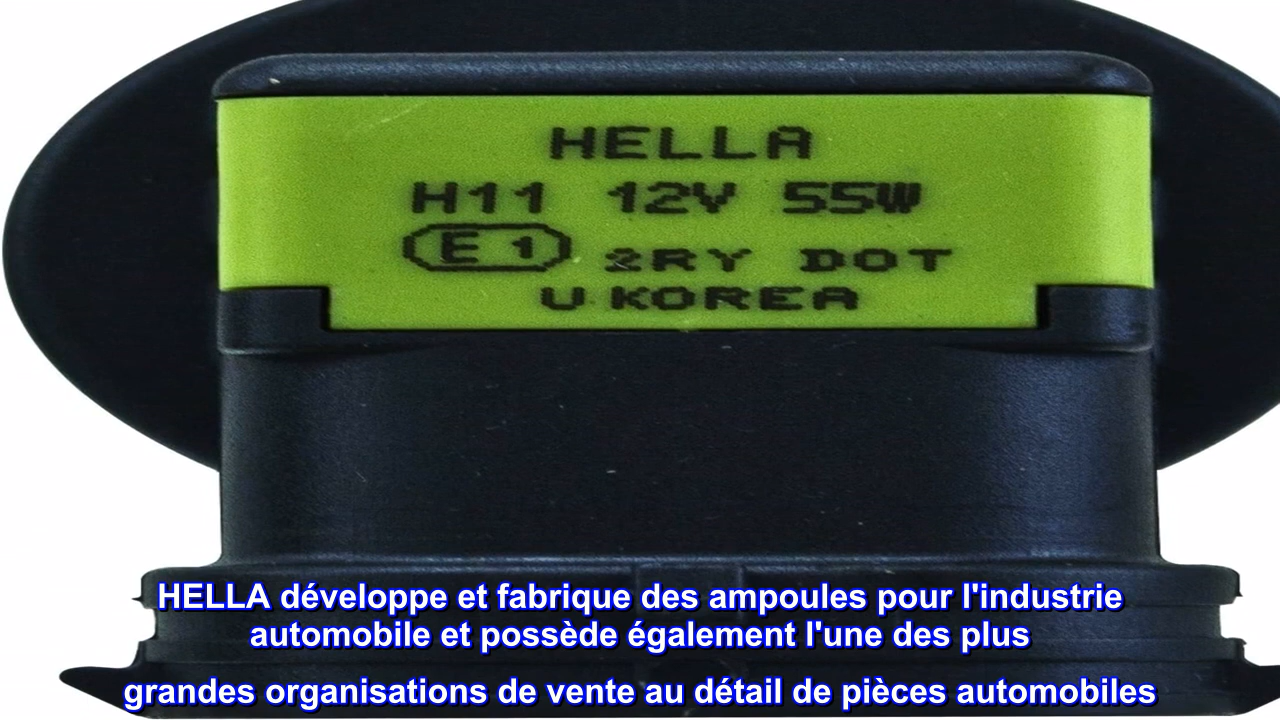 HELLA
H11 12V 55W
E1 2RY DOT
U KOREA
HELLA développe et fabrique des ampoules pour l'industrie
automobile et possède également l'une des plus
grandes organisations de vente au détail de pièces automobiles